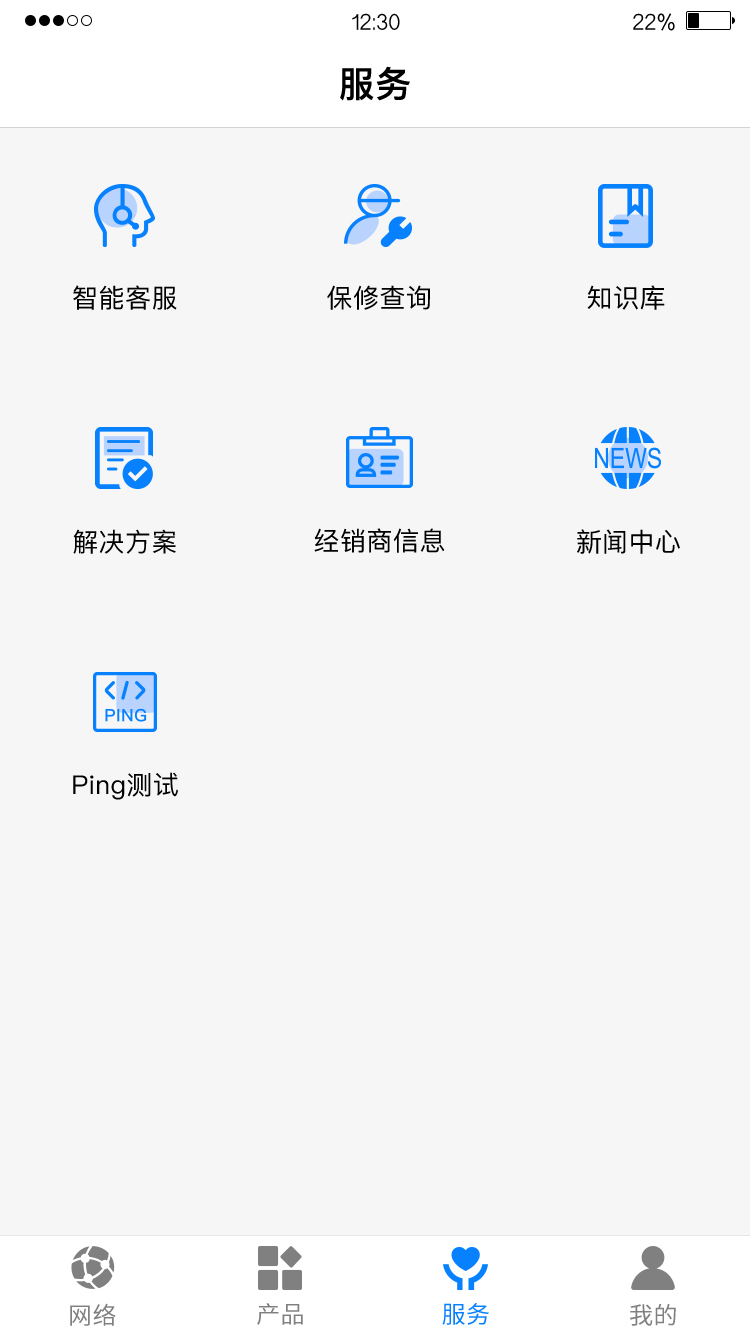 12:30 22%
服务
智能客服 保修查询 知识库
NEWS
解决方案 经销商信息 新闻中心
</> PING
Ping测试
网络 产品 服务 我的